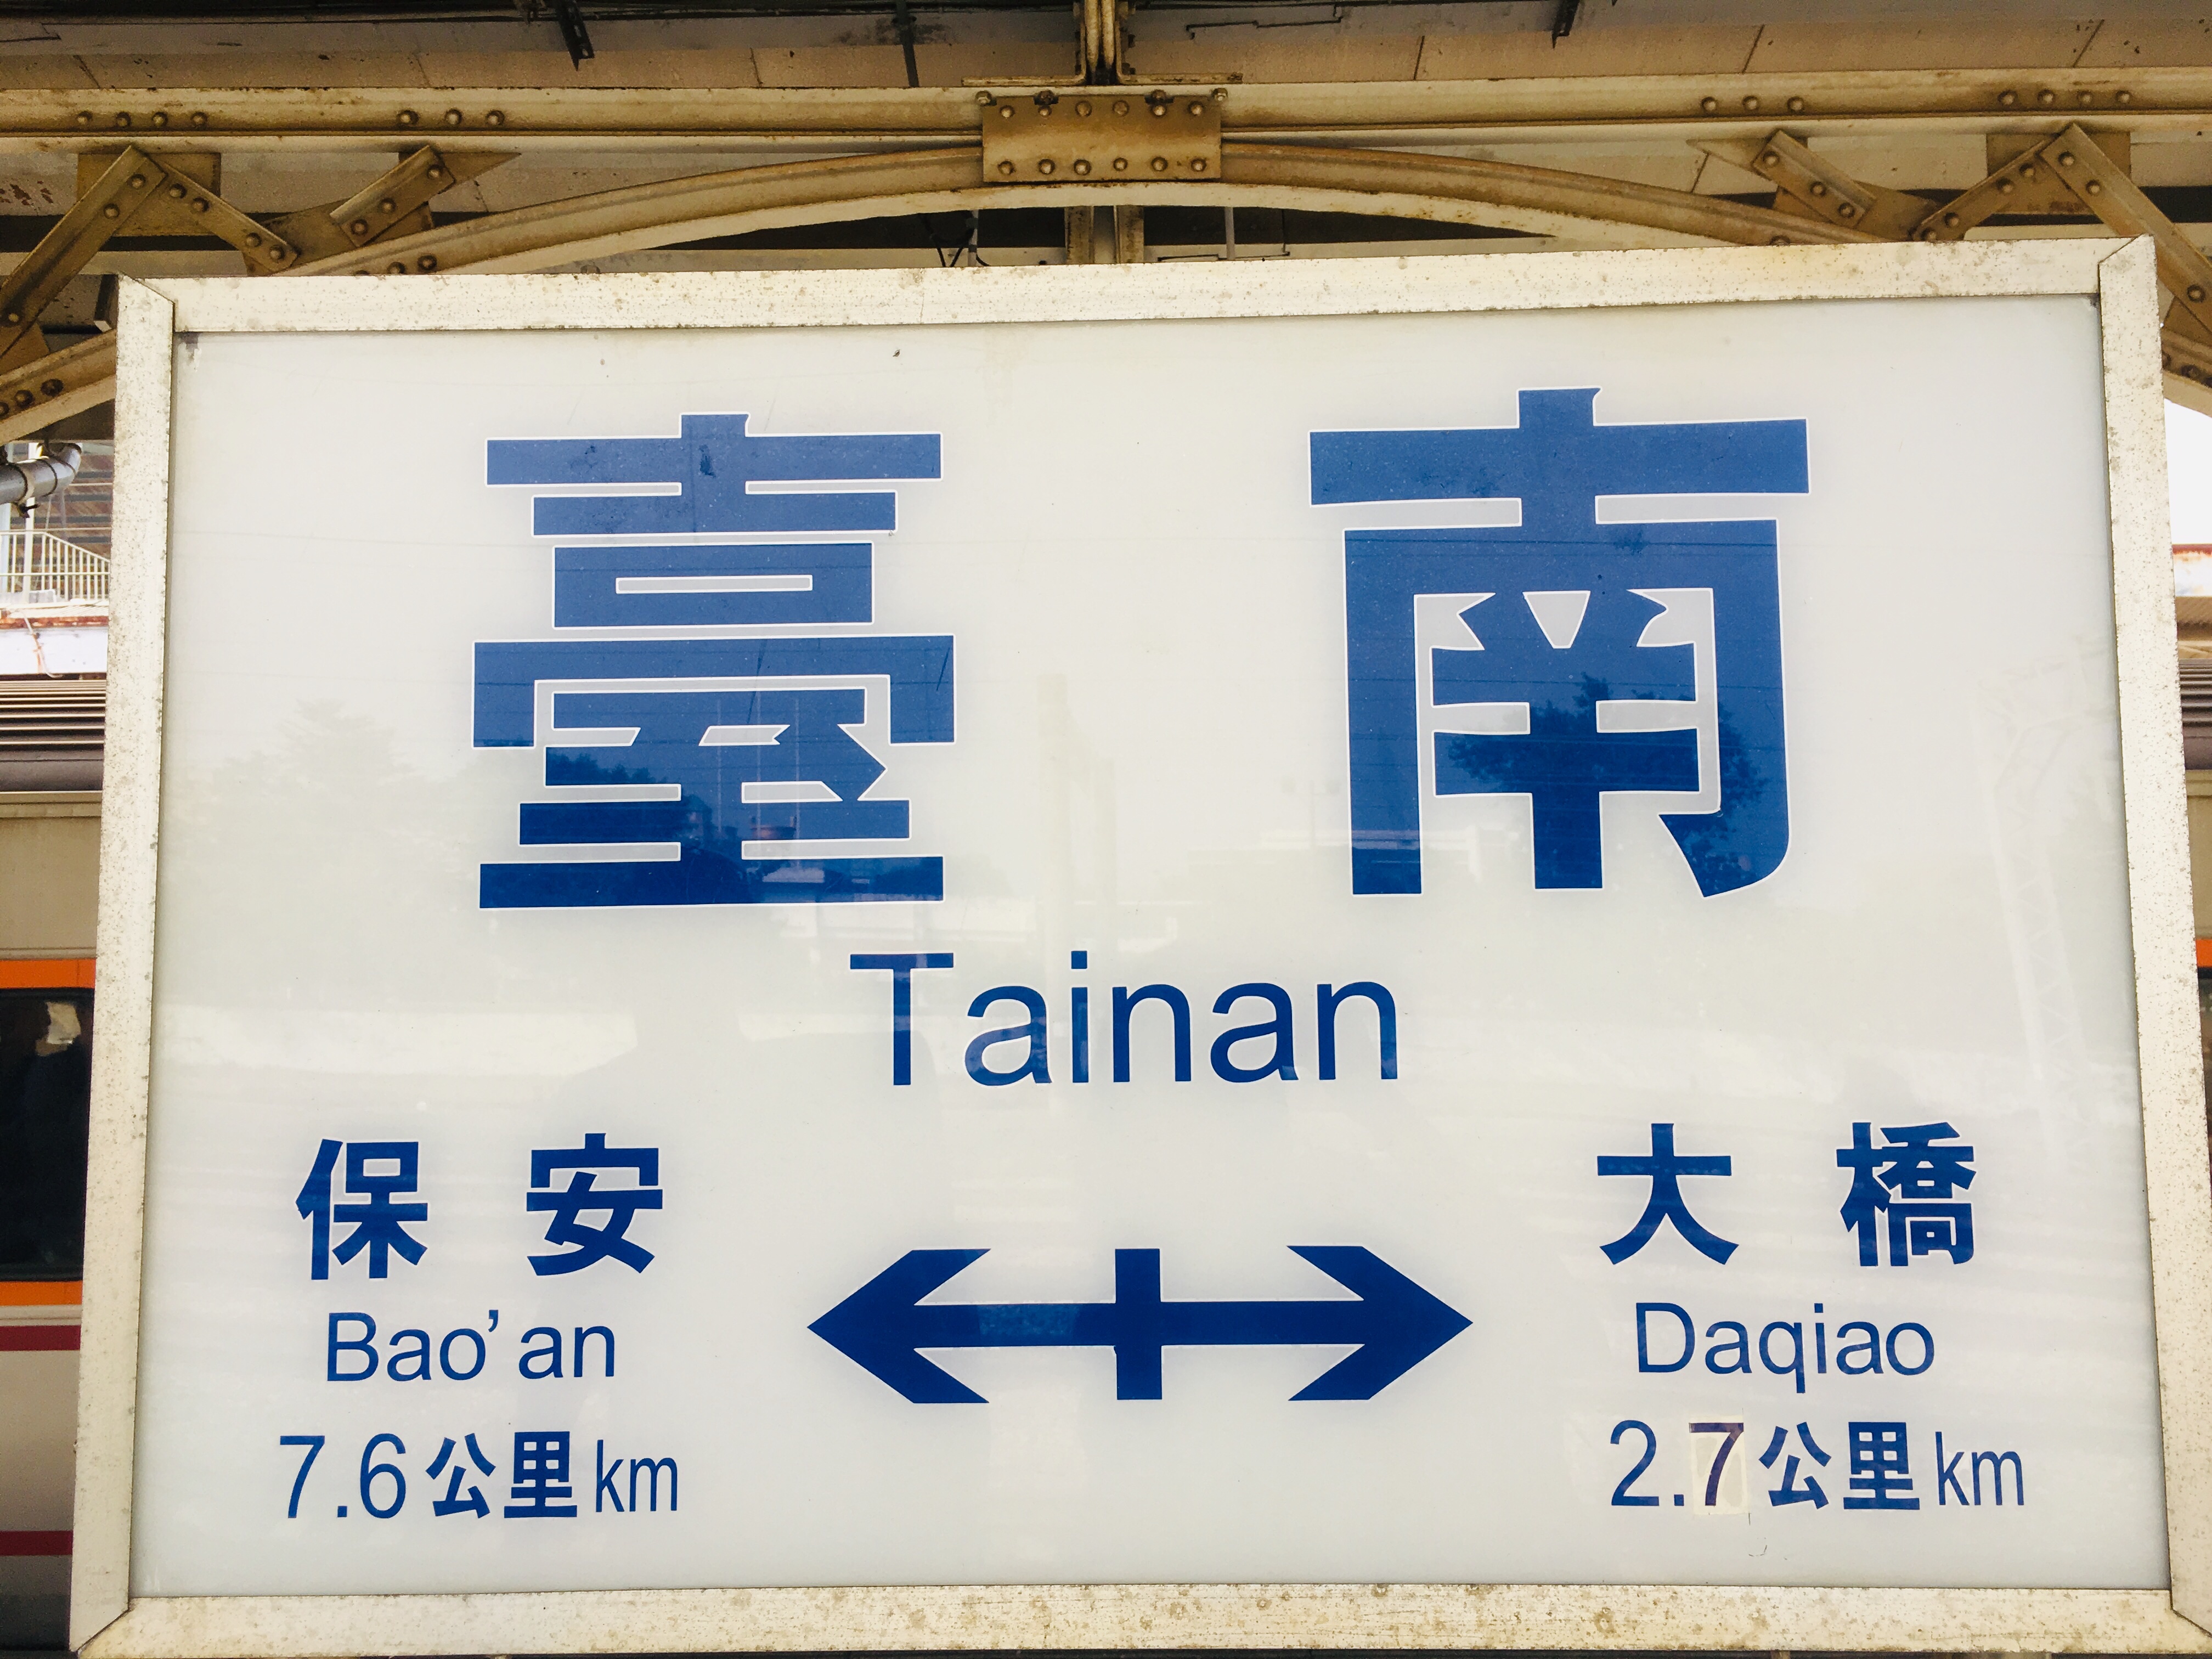 臺南
Tainan
保安
Bao'an
7.6公里km
大橋
Daqiao
2.7公里km